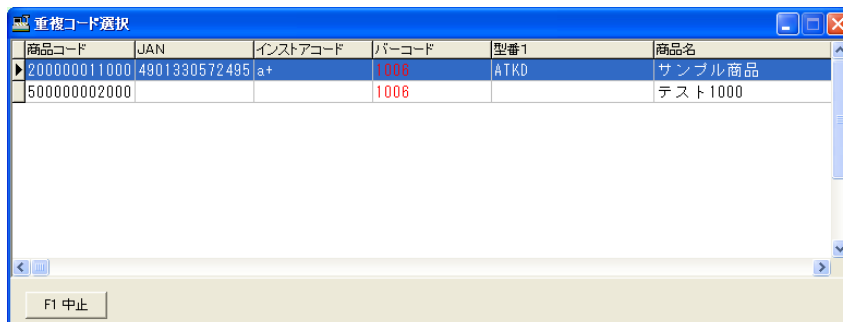 重複コード選択
商品コード JAN インストアコード バーコード 型番1 商品名
200000011000 4901330572495 a+ 1006 ATKD サンプル商品
500000002000 1006 テスト1000
F1 中止